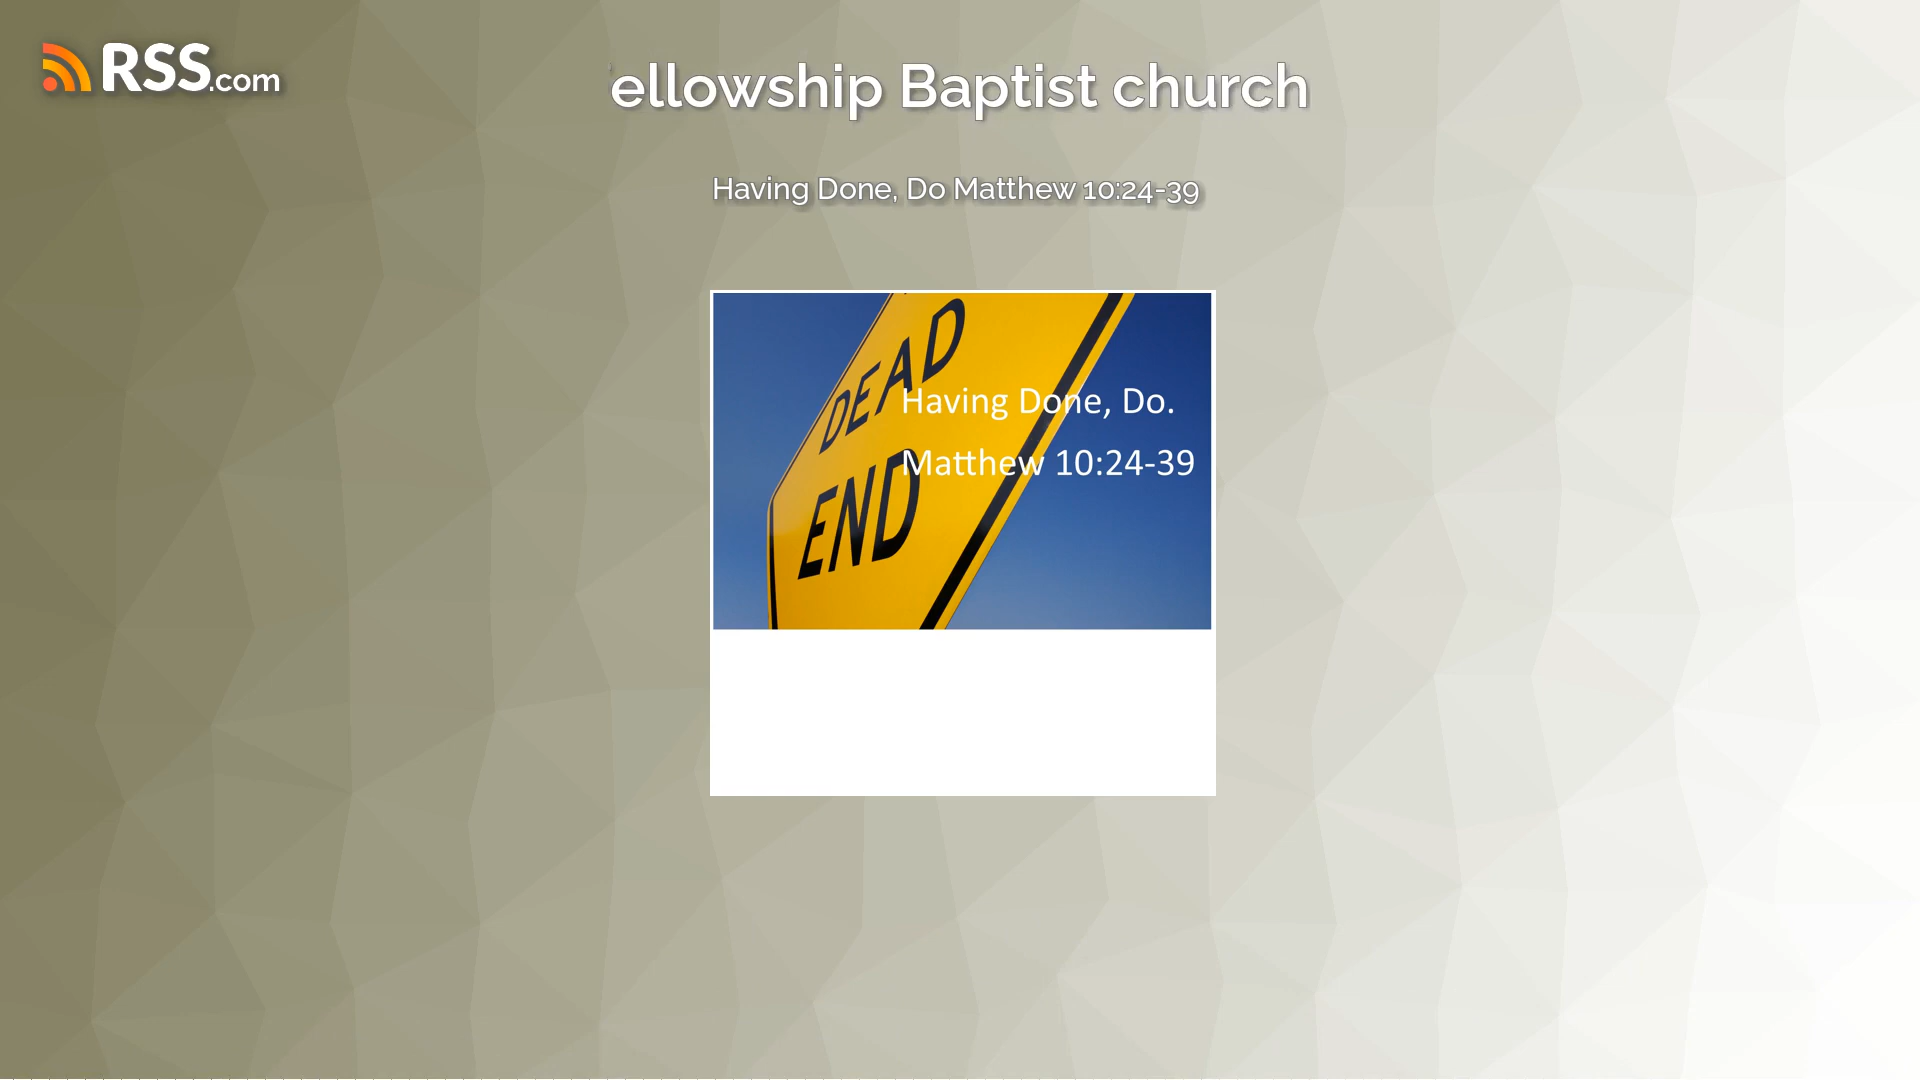 RSS.com
ellowship Baptist church
Having Done, Do Matthew 10:24-39
DEAD
END
Having Done, Do.
Matthew 10:24-39